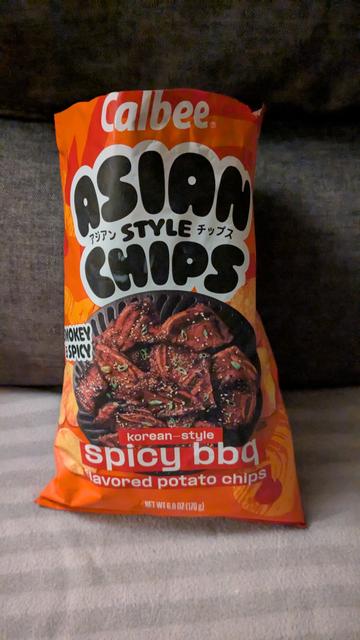 Calbee
ASIAN
アジアン STYLE チップス
CHIPS
SMOKEY
& SPICY
korean-style
spicy bbq
flavored potato chips
NET WT 6.0 OZ (170 g)